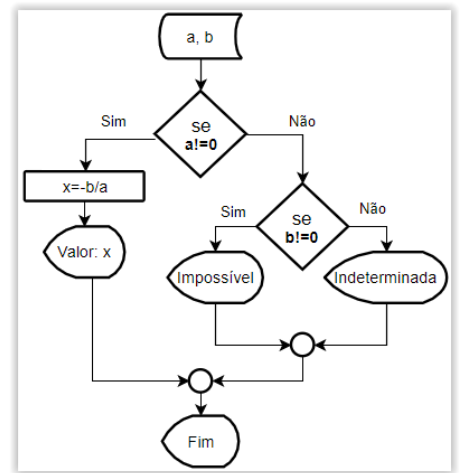 a, b
Sim
se
a!=0
Não
x=-b/a
Valor: x
Sim
se
b!=0
Não
Impossível
Indeterminada
Fim